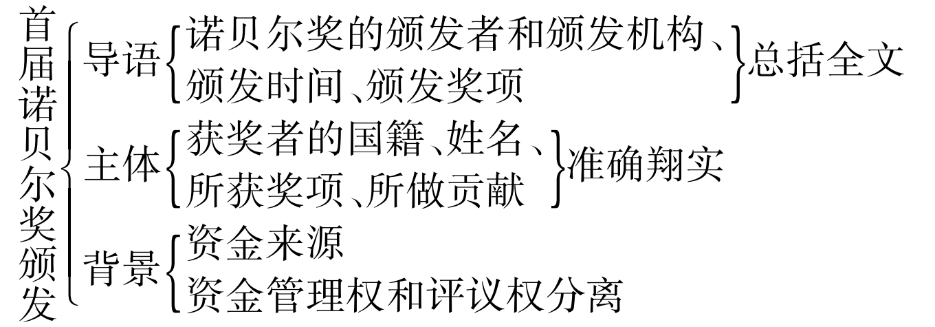 首届诺贝尔奖颁发
导语
诺贝尔奖的颁发者和颁发机构、
颁发时间、颁发奖项
总括全文
主体
获奖者的国籍、姓名、
所获奖项、所做贡献
准确翔实
背景
资金来源
资金管理权和评议权分离